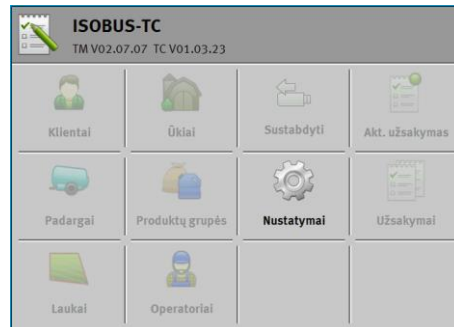 ISOBUS-TC
TM V02.07.07 TC V01.03.23
Klientai
Ūkiai
Sustabdyti
Akt. užsakymas
Padargai
Produktų grupės
Nustatymai
Užsakymai
Laukai
Operatoriai